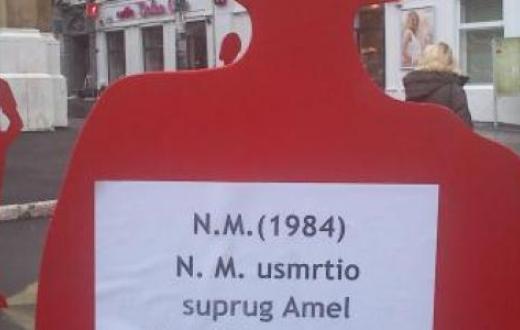 N.M.(1984)
N. M. usmrtio
suprug Amel